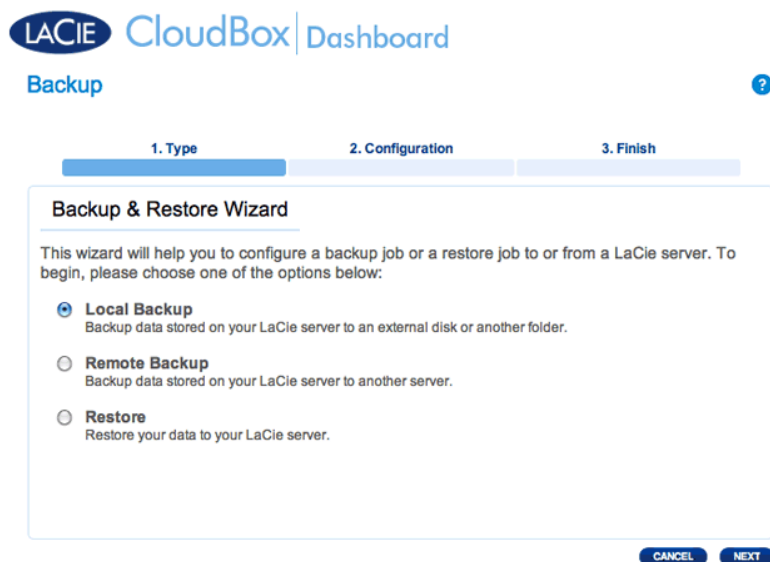 LACIE CloudBox Dashboard
Backup
?
1. Type 2. Configuration 3. Finish
Backup & Restore Wizard
This wizard will help you to configure a backup job or a restore job to or from a LaCie server. To
begin, please choose one of the options below:
Local Backup
Backup data stored on your LaCie server to an external disk or another folder.
Remote Backup
Backup data stored on your LaCie server to another server.
Restore
Restore your data to your LaCie server.
CANCEL NEXT